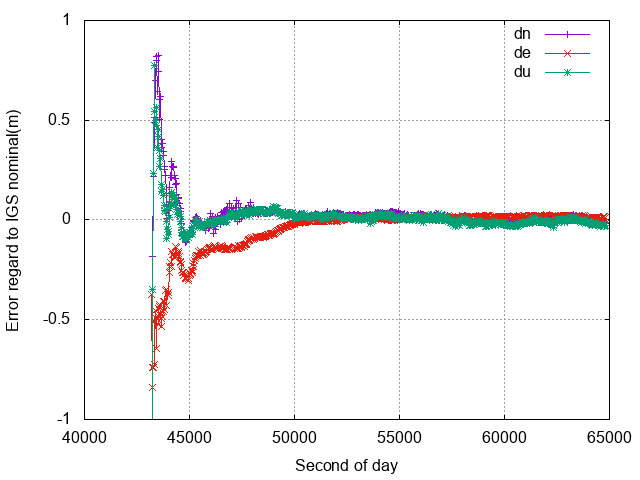 1
0.5
0
-0.5
-1
40000 45000 50000 55000 60000 65000
Error regard to IGS nominal(m)
Second of day
dn
de
du